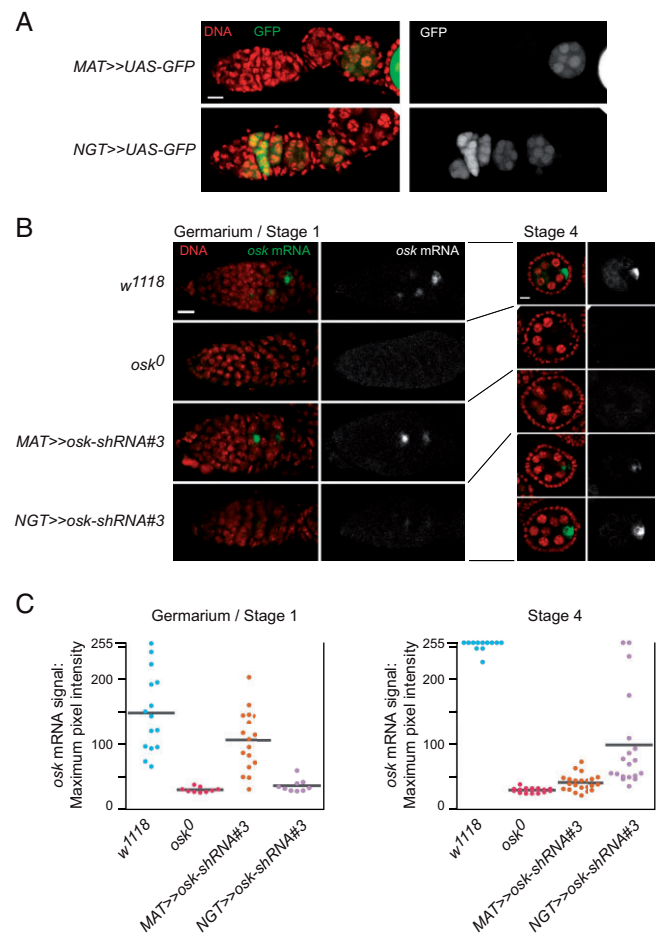 A
DNA GFP
GFP
MAT>>UAS-GFP
NGT>>UAS-GFP
B
Germarium / Stage 1
Stage 4
DNA osk mRNA
osk mRNA
w1118
osk0
MAT>>osk-shRNA#3
NGT>>osk-shRNA#3
C
Germarium / Stage 1
osk mRNA signal:
Maximum pixel intensity
255
200
100
0
w1118
osk0
MAT>>osk-shRNA#3
NGT>>osk-shRNA#3
Stage 4
osk mRNA signal:
Maximum pixel intensity
255
200
100
0
w1118
osk0
MAT>>osk-shRNA#3
NGT>>osk-shRNA#3